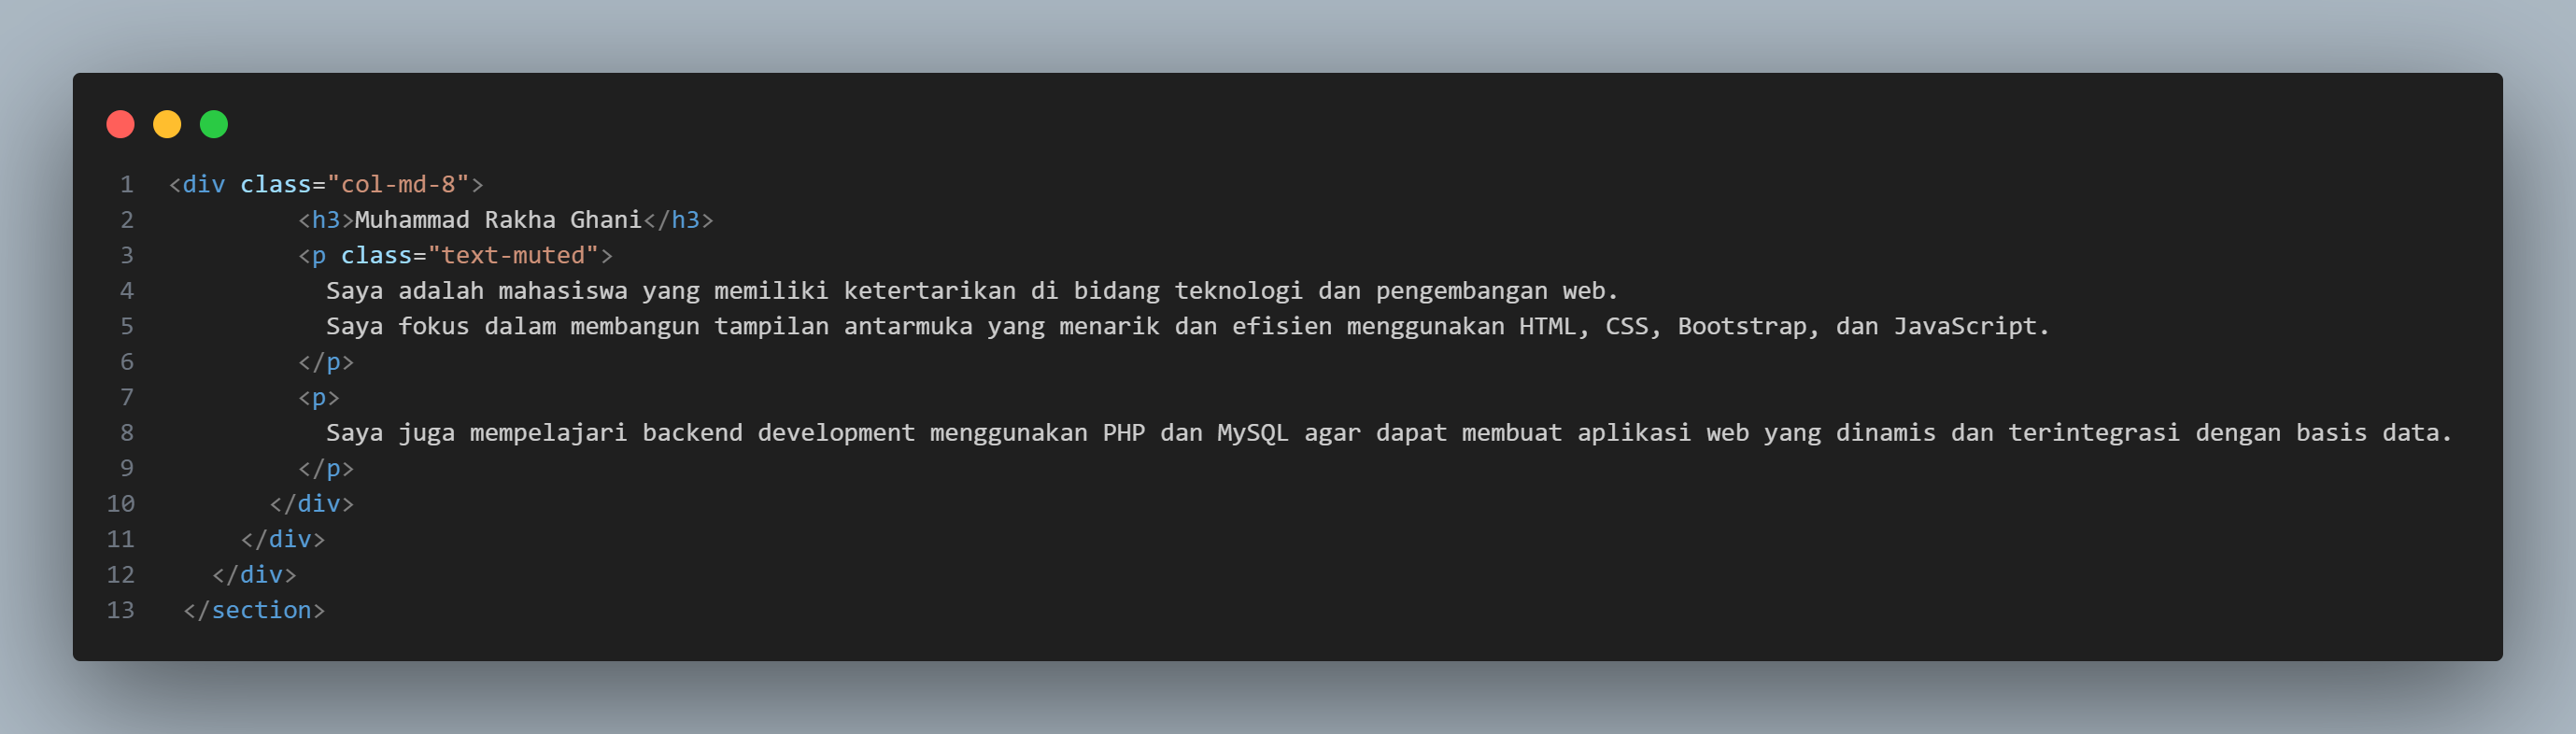 1 <div class="col-md-8">
2 <h3>Muhammad Rakha Ghani</h3>
3 <p class="text-muted">
4 Saya adalah mahasiswa yang memiliki ketertarikan di bidang teknologi dan pengembangan web.
5 Saya fokus dalam membangun tampilan antarmuka yang menarik dan efisien menggunakan HTML, CSS, Bootstrap, dan JavaScript.
6 </p>
7 <p>
8 Saya juga mempelajari backend development menggunakan PHP dan MySQL agar dapat membuat aplikasi web yang dinamis dan terintegrasi dengan basis data.
9 </p>
10 </div>
11 </div>
12 </div>
13 </section>